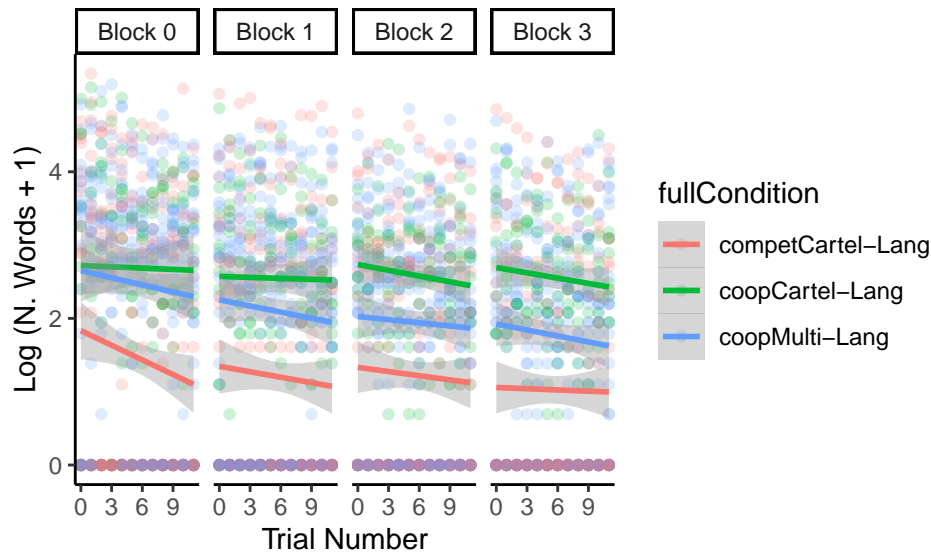 Block 0 Block 1 Block 2 Block 3
Log (N. Words + 1)
4
2
0
0 3 6 9 0 3 6 9 0 3 6 9 0 3 6 9
Trial Number
fullCondition
competCartel−Lang
coopCartel−Lang
coopMulti−Lang